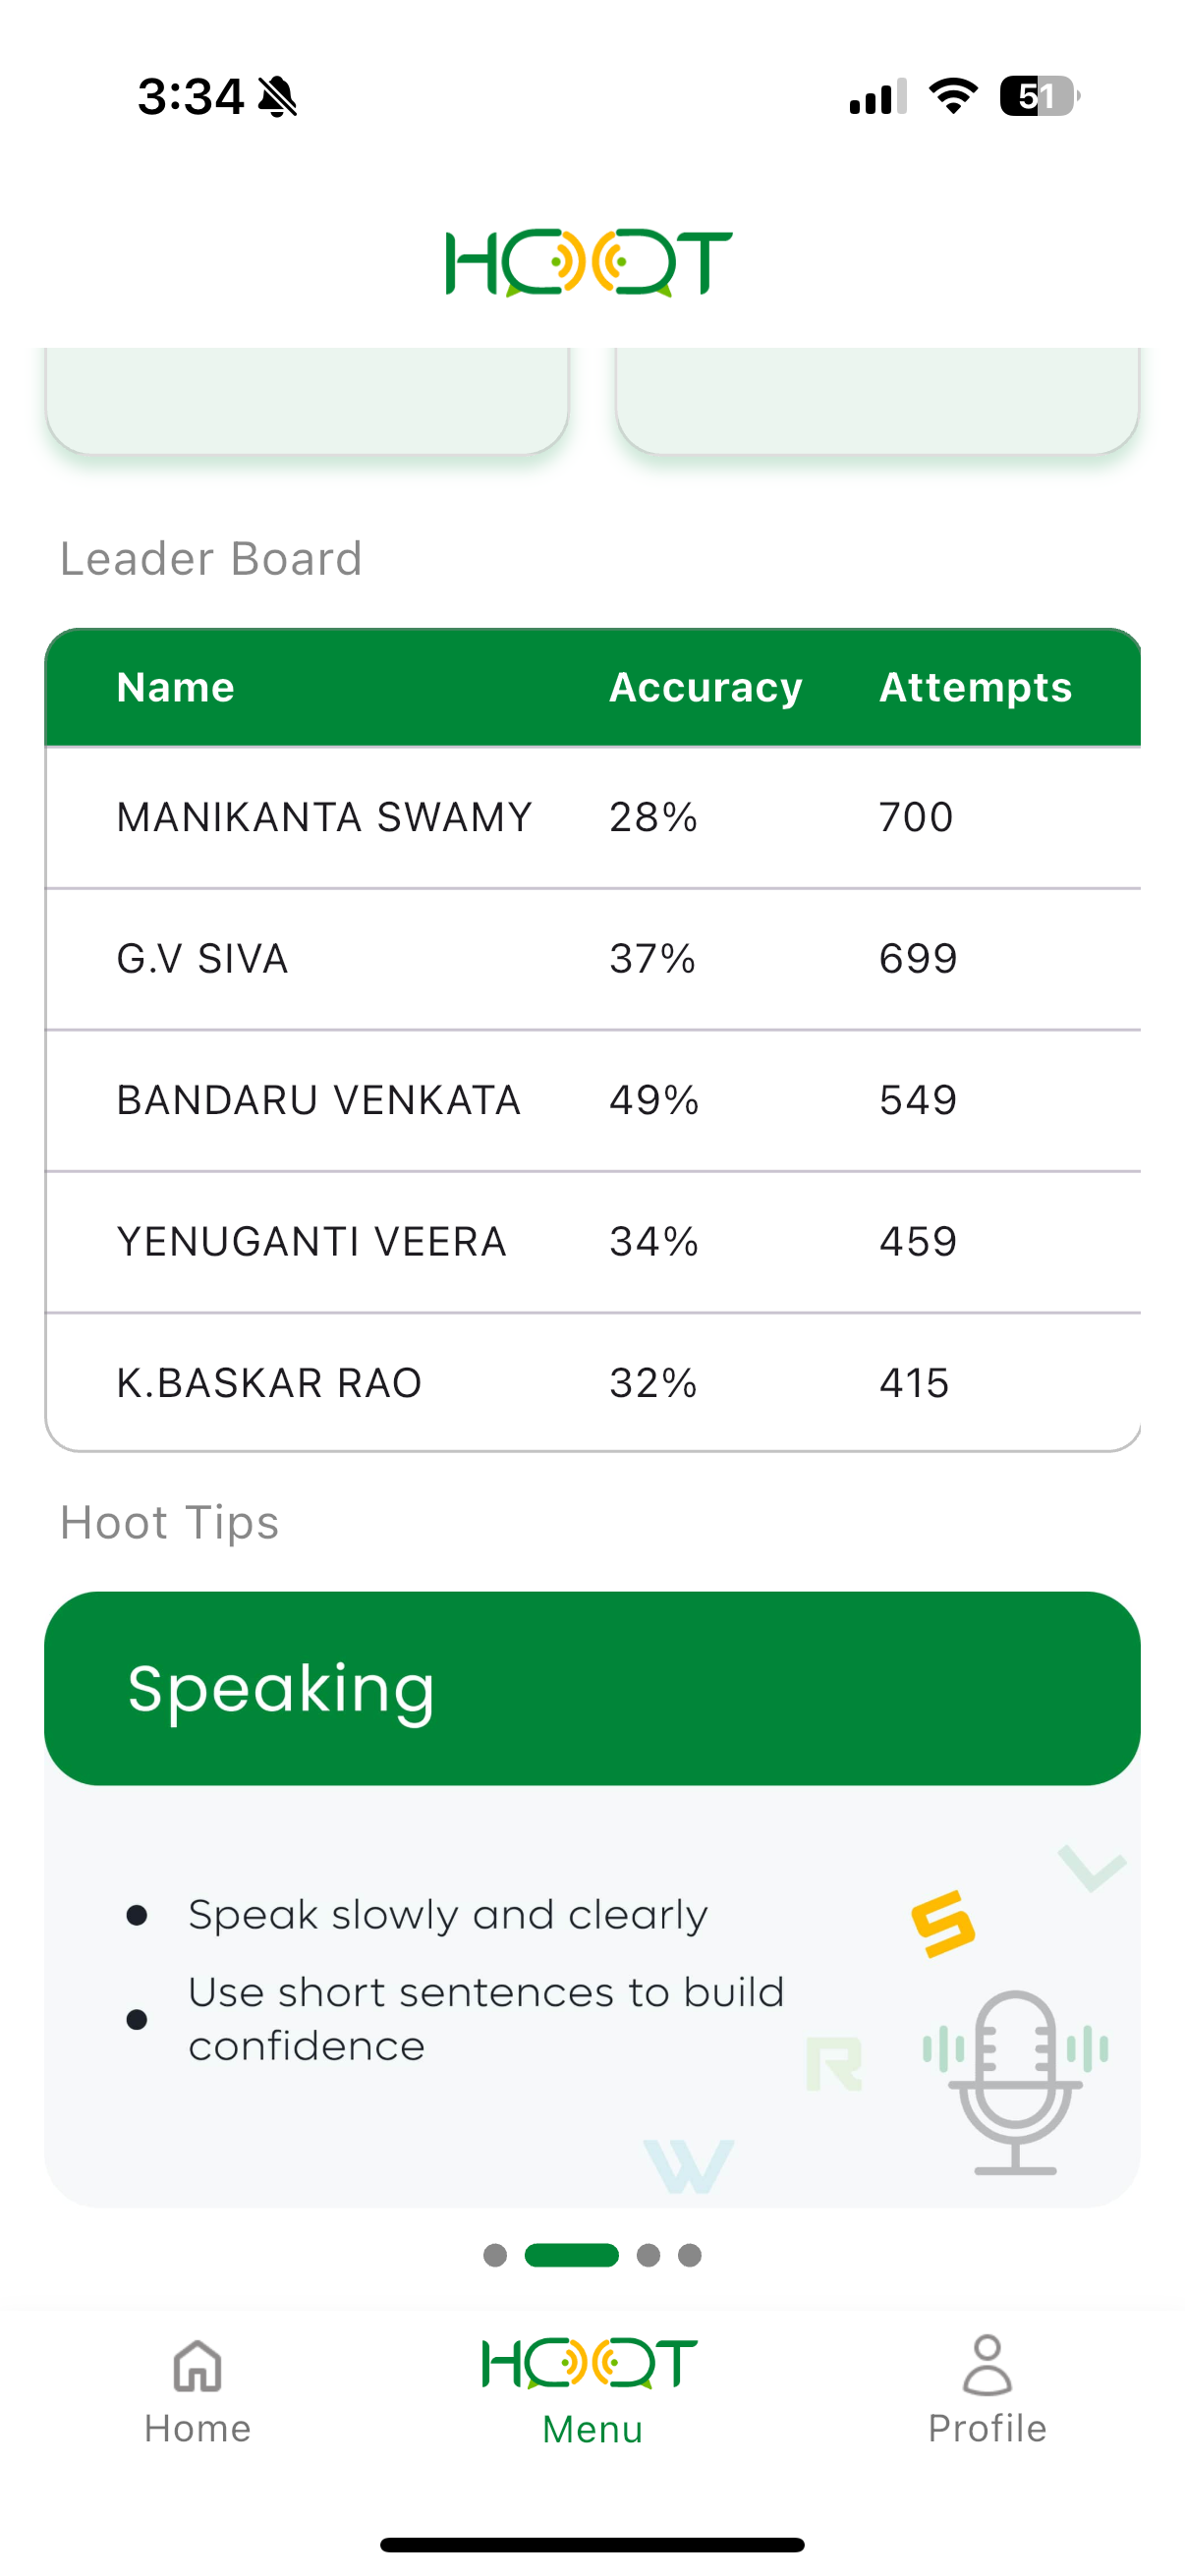 3:34
51
HOOT
Leader Board
Name Accuracy Attempts
MANIKANTA SWAMY 28% 700
G.V SIVA 37% 699
BANDARU VENKATA 49% 549
YENUGANTI VEERA 34% 459
K.BASKAR RAO 32% 415
Hoot Tips
Speaking
• Speak slowly and clearly
• Use short sentences to build
confidence
S
R
W
HOOT
Home Menu Profile